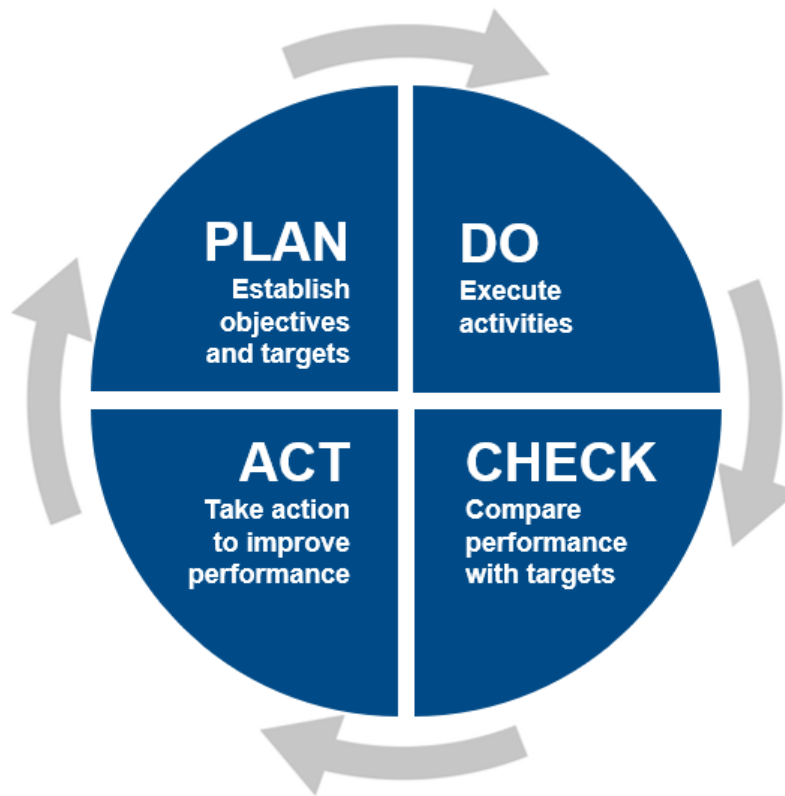 PLAN
Establish
objectives
and targets
DO
Execute
activities
ACT
Take action
to improve
performance
CHECK
Compare
performance
with targets